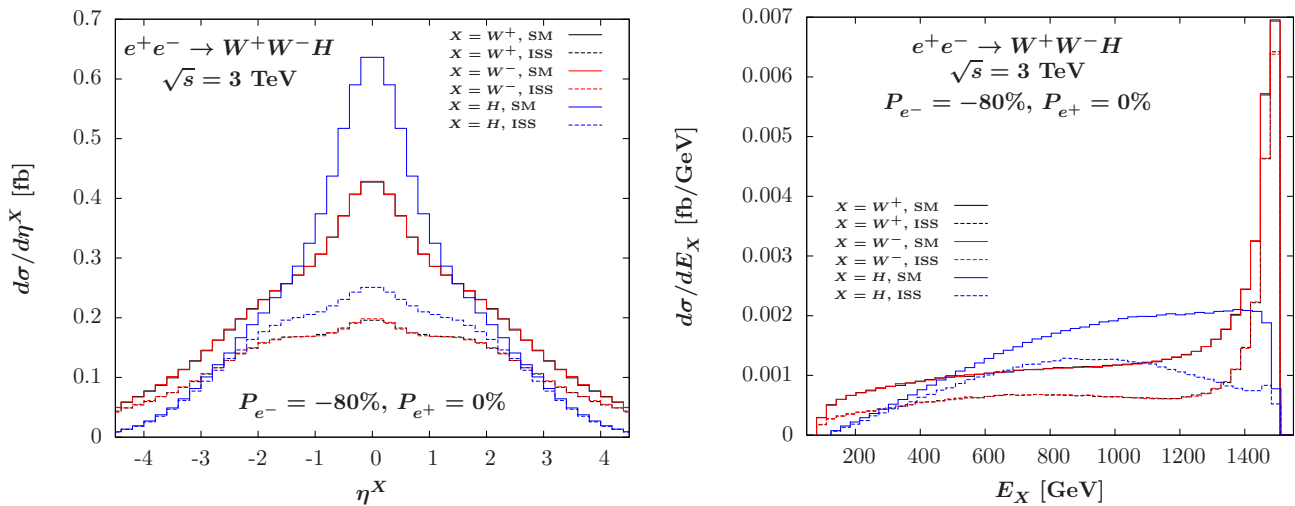 e⁺e⁻ → W⁺W⁻H
√s = 3 TeV
X = W⁺, SM
X = W⁺, ISS
X = W⁻, SM
X = W⁻, ISS
X = H, SM
X = H, ISS
P_{e⁻} = −80%, P_{e⁺} = 0%
dσ/dη^X [fb]
0.7
0.6
0.5
0.4
0.3
0.2
0.1
0
-4 -3 -2 -1 0 1 2 3 4
η^X
e⁺e⁻ → W⁺W⁻H
√s = 3 TeV
P_{e⁻} = −80%, P_{e⁺} = 0%
X = W⁺, SM
X = W⁺, ISS
X = W⁻, SM
X = W⁻, ISS
X = H, SM
X = H, ISS
dσ/dE_X [fb/GeV]
0.007
0.006
0.005
0.004
0.003
0.002
0.001
0
200 400 600 800 1000 1200 1400
E_X [GeV]